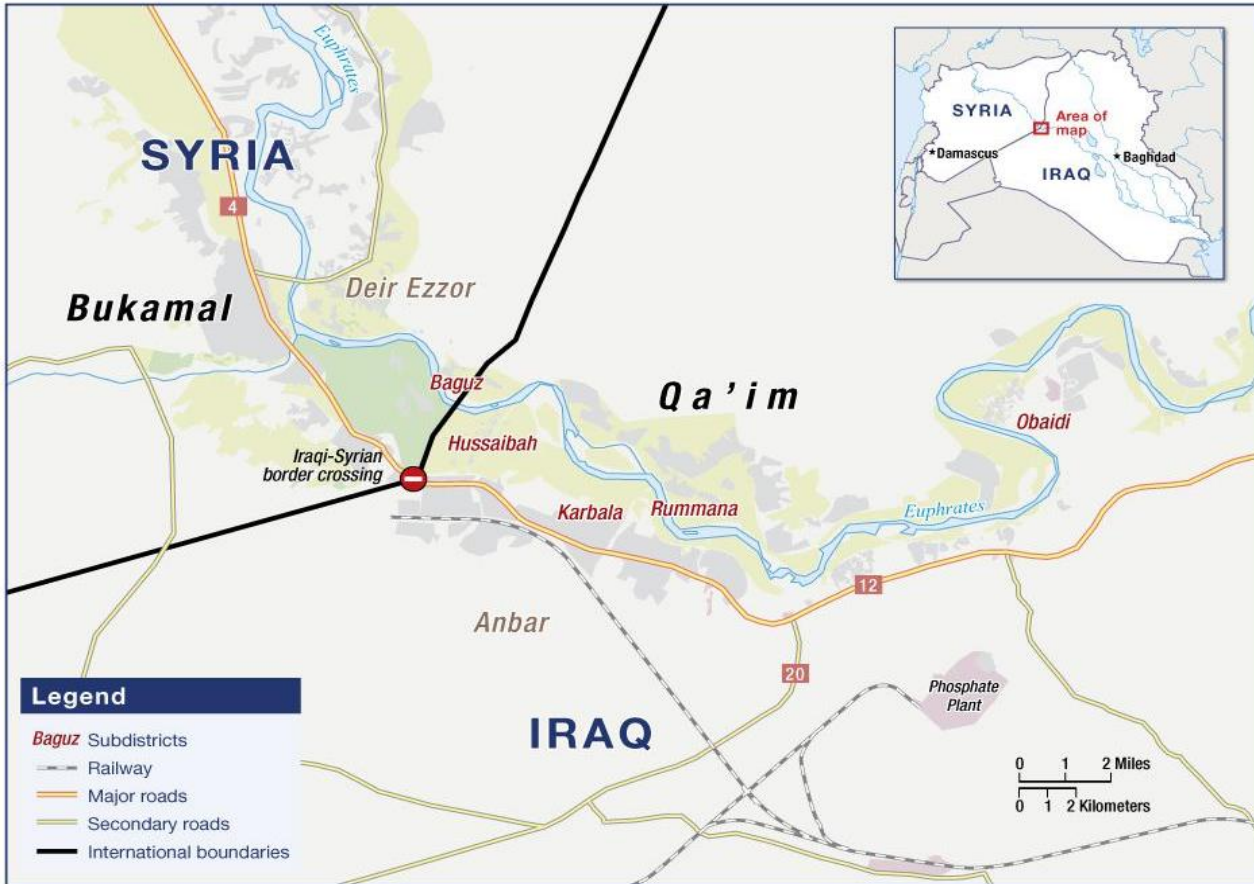 Euphrates
SYRIA
4
Deir Ezzor
Bukamal
Baguz
Qa’im
Obaidi
Hussaibah
Iraqi-Syrian
border crossing
Karbala
Rummana
Euphrates
12
Anbar
20
Phosphate
Plant
IRAQ
SYRIA
Area of
map
Damascus
Baghdad
IRAQ
Legend
Baguz Subdistricts
Railway
Major roads
Secondary roads
International boundaries
0 1 2 Miles
0 1 2 Kilometers